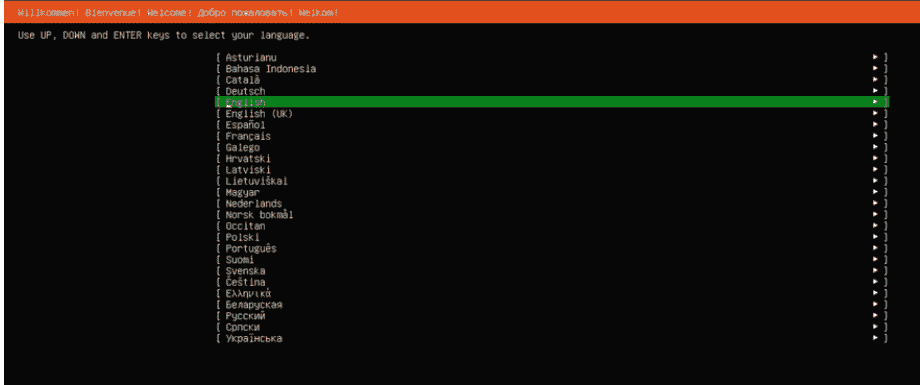 Willkommen! Bienvenue! Welcome! Добро пожаловать! Welkom!
Use UP, DOWN and ENTER keys to select your language.
[ Asturianu ► ]
[ Bahasa Indonesia ► ]
[ Català ► ]
[ Deutsch ► ]
[ English ► ]
[ English (UK) ► ]
[ Español ► ]
[ Français ► ]
[ Galego ► ]
[ Hrvatski ► ]
[ Latviski ► ]
[ Lietuviškai ► ]
[ Magyar ► ]
[ Nederlands ► ]
[ Norsk bokmål ► ]
[ Occitan ► ]
[ Polski ► ]
[ Português ► ]
[ Suomi ► ]
[ Svenska ► ]
[ Čeština ► ]
[ Ελληνικά ► ]
[ Беларуская ► ]
[ Русский ► ]
[ Српски ► ]
[ Українська ► ]